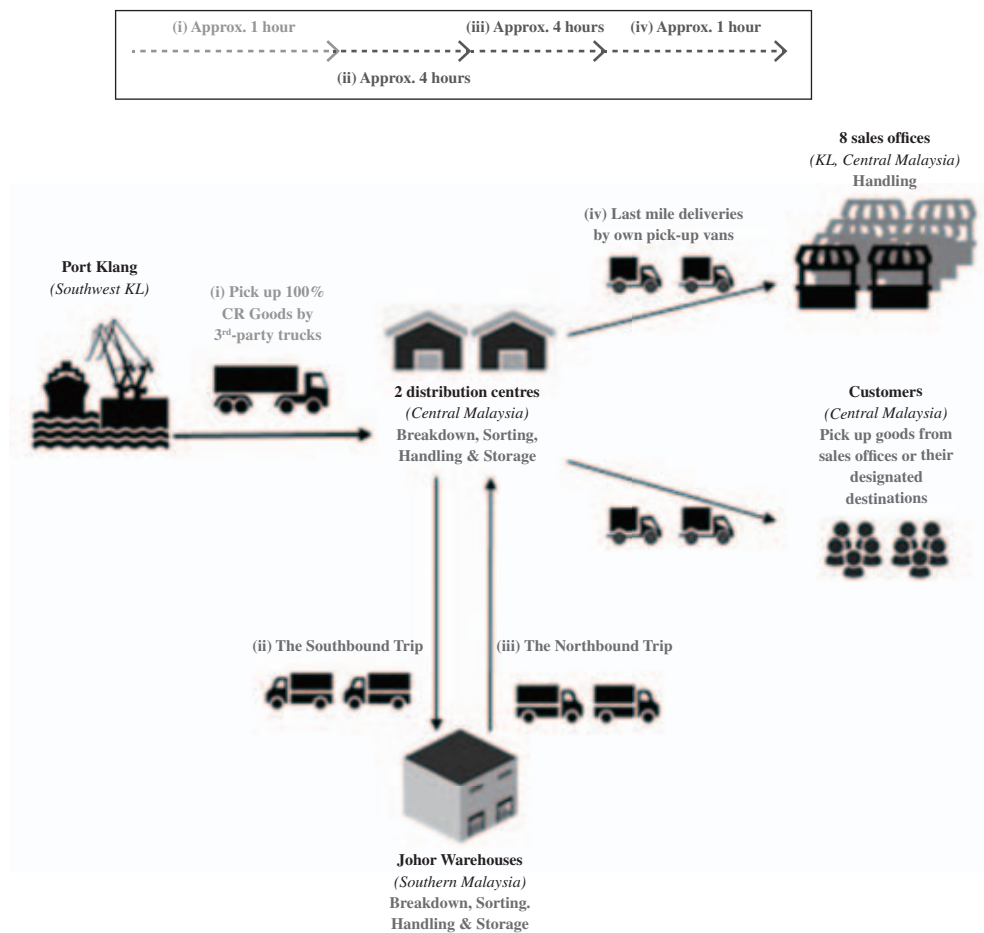 (i) Approx. 1 hour
(iii) Approx. 4 hours
(iv) Approx. 1 hour
(ii) Approx. 4 hours
8 sales offices
(KL, Central Malaysia)
Handling
(iv) Last mile deliveries
by own pick-up vans
Port Klang
(Southwest KL)
(i) Pick up 100%
CR Goods by
3rd-party trucks
2 distribution centres
(Central Malaysia)
Breakdown, Sorting,
Handling & Storage
Customers
(Central Malaysia)
Pick up goods from
sales offices or their
designated
destinations
(ii) The Southbound Trip
(iii) The Northbound Trip
Johor Warehouses
(Southern Malaysia)
Breakdown, Sorting.
Handling & Storage